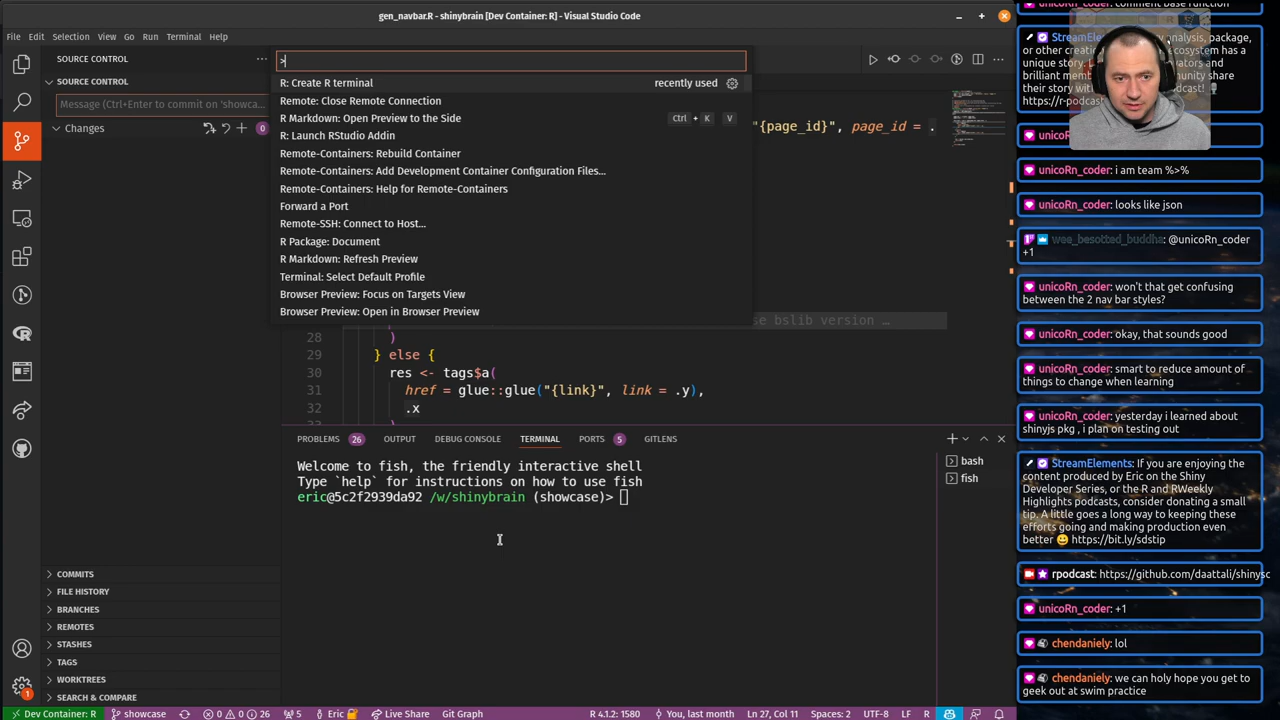 gen_navbar.R - shinybrain [Dev Container: R] - Visual Studio Code
File Edit Selection View Go Run Terminal Help
SOURCE CONTROL
SOURCE CONTROL
Message (Ctrl+Enter to commit on 'showca...
Changes
>
R: Create R terminal recently used
Remote: Close Remote Connection
Markdown: Open Preview to the Side Ctrl + K V
R: Launch RStudio Addin
Remote-Containers: Rebuild Container
Remote-Containers: Add Development Container Configuration Files...
Remote-Containers: Help for Remote-Containers
Forward a Port
Remote-SSH: Connect to Host...
R Package: Document
R Markdown: Refresh Preview
Terminal: Select Default Profile
Browser Preview: Focus on Targets View
Browser Preview: Open in Browser Preview
"{page_id}", page_id = .
se bslib version …
28 )
29 } else {
30 res <- tags$a(
31 href = glue::glue("{link}", link = .y),
32 .x
PROBLEMS 26 OUTPUT DEBUG CONSOLE TERMINAL PORTS 5 GITLENS
Welcome to fish, the friendly interactive shell
Type `help` for instructions on how to use fish
eric@5c2f2939da92 /w/shinybrain (showcase)>
bash
fish
COMMITS
FILE HISTORY
BRANCHES
REMOTES
STASHES
TAGS
WORKTREES
SEARCH & COMPARE
1
Dev Container: R showcase 0 0 26 5 Eric Live Share Git Graph R 4.1.2: 1580 You, last month Ln 27, Col 11 Spaces: 2 UTF-8 LF R
unicoRn_coder: comment base function
analysis, package,
or other
ecosystem has a
unique story.
brilliant
share
their story
https://r-podcast
unicoRn_
unicoRn_coder: i am team %>%
unicoRn_coder: looks like json
wee_besotted_buddha: @unicoRn_coder
+1
unicoRn_coder: won't that get confusing
between the 2 nav bar styles?
unicoRn_coder: okay, that sounds good
unicoRn_coder: smart to reduce amount of
things to change when learning
unicoRn_coder: yesterday i learned about
shinyjs pkg , i plan on testing out
StreamElements: If you are enjoying the
content produced by Eric on the Shiny
Developer Series, or the R and RWeekly
Highlights podcasts, consider donating a small
tip. A little goes a long way to keeping these
efforts going and making production even
better 😀 https://bit.ly/sdstip
rpodcast: https://github.com/daattali/shinysc
unicoRn_coder: +1
chendaniely: lol
chendaniely: we can holy hope you get to
geek out at swim practice